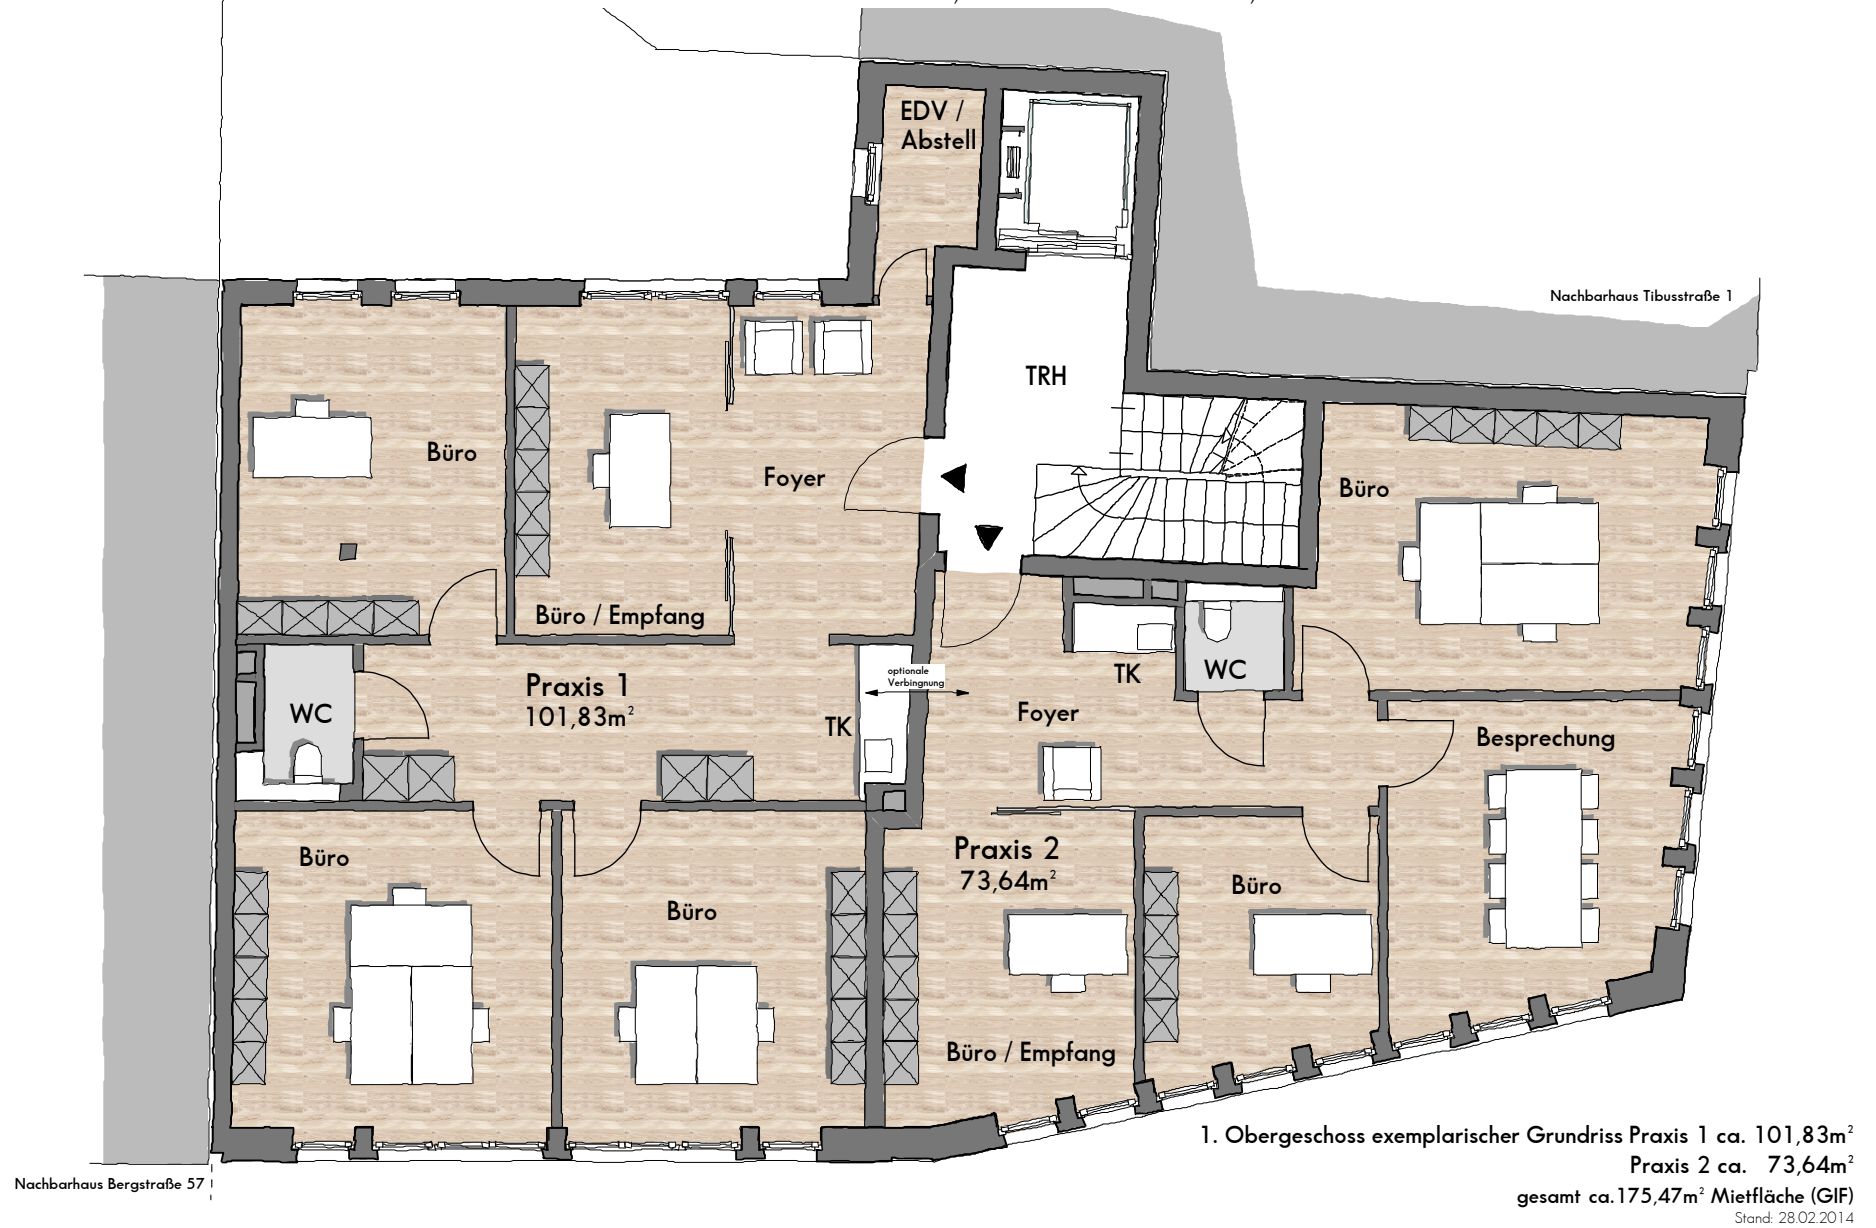 EDV /
Abstell
Nachbarhaus Tibusstraße 1
TRH
Büro
Foyer
Büro
Büro / Empfang
optionale
Verbingnung
TK
WC
Praxis 1
101,83m²
WC
TK
Foyer
Besprechung
Büro
Praxis 2
73,64m²
Büro
Büro
Büro / Empfang
1. Obergeschoss exemplarischer Grundriss Praxis 1 ca. 101,83m²
Praxis 2 ca. 73,64m²
Nachbarhaus Bergstraße 57
gesamt ca.175,47m² Mietfläche (GIF)
Stand: 28.02.2014